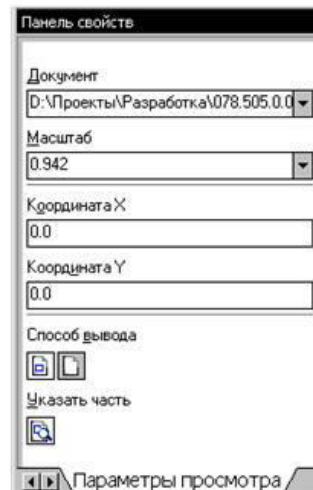 Панель свойств
Документ
D:\Проекты\Разработка\078.505.0.0
Масштаб
0.942
Координата X
0.0
Координата Y
0.0
Способ вывода
Указать часть
Параметры просмотра